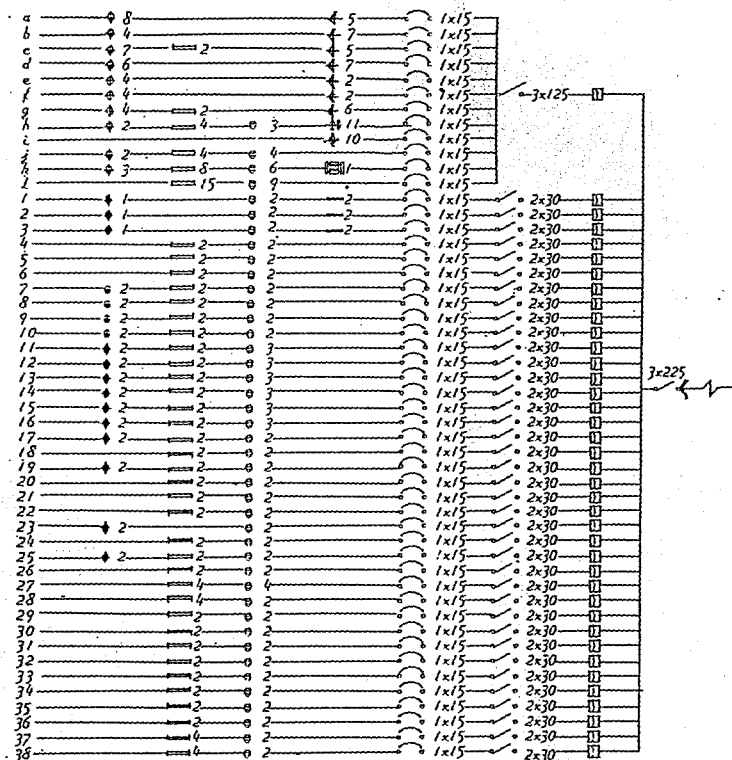 a 8 5 1x15
b 4 7 1x15
c 7 2 5 1x15
d 6 7 1x15
e 4 2 1x15
f 4 2 1x15 3x125
g 4 2 6 1x15
h 2 4 3 11 1x15
i 10 1x15
j 2 4 4 1x15
k 3 8 6 1 1x15
l 15 9 1x15
1 1 2 2 1x15 2x30
2 1 2 2 1x15 2x30
3 1 2 2 1x15 2x30
4 2 2 1x15 2x30
5 2 2 1x15 2x30
6 2 2 1x15 2x30
7 2 2 2 1x15 2x30
8 2 2 2 1x15 2x30
9 2 2 2 1x15 2x30
10 2 2 2 1x15 2x30
11 2 2 3 1x15 2x30
12 2 2 3 1x15 2x30
13 2 2 3 1x15 2x30
3x225
14 2 2 3 1x15 2x30
15 2 2 3 1x15 2x30
16 2 2 3 1x15 2x30
17 2 2 2 1x15 2x30
18 2 2 1x15 2x30
19 2 2 2 1x15 2x30
20 2 2 1x15 2x30
21 2 2 1x15 2x30
22 2 2 1x15 2x30
23 2 2 1x15 2x30
24 2 2 1x15 2x30
25 2 2 2 1x15 2x30
26 2 2 1x15 2x30
27 4 4 1x15 2x30
28 4 2 1x15 2x30
29 2 2 1x15 2x30
30 2 2 1x15 2x30
31 2 2 1x15 2x30
32 2 2 1x15 2x30
33 2 2 1x15 2x30
34 2 2 1x15 2x30
35 2 2 1x15 2x30
36 2 2 1x15 2x30
37 4 2 1x15 2x30
38 4 2 1x15 2x30